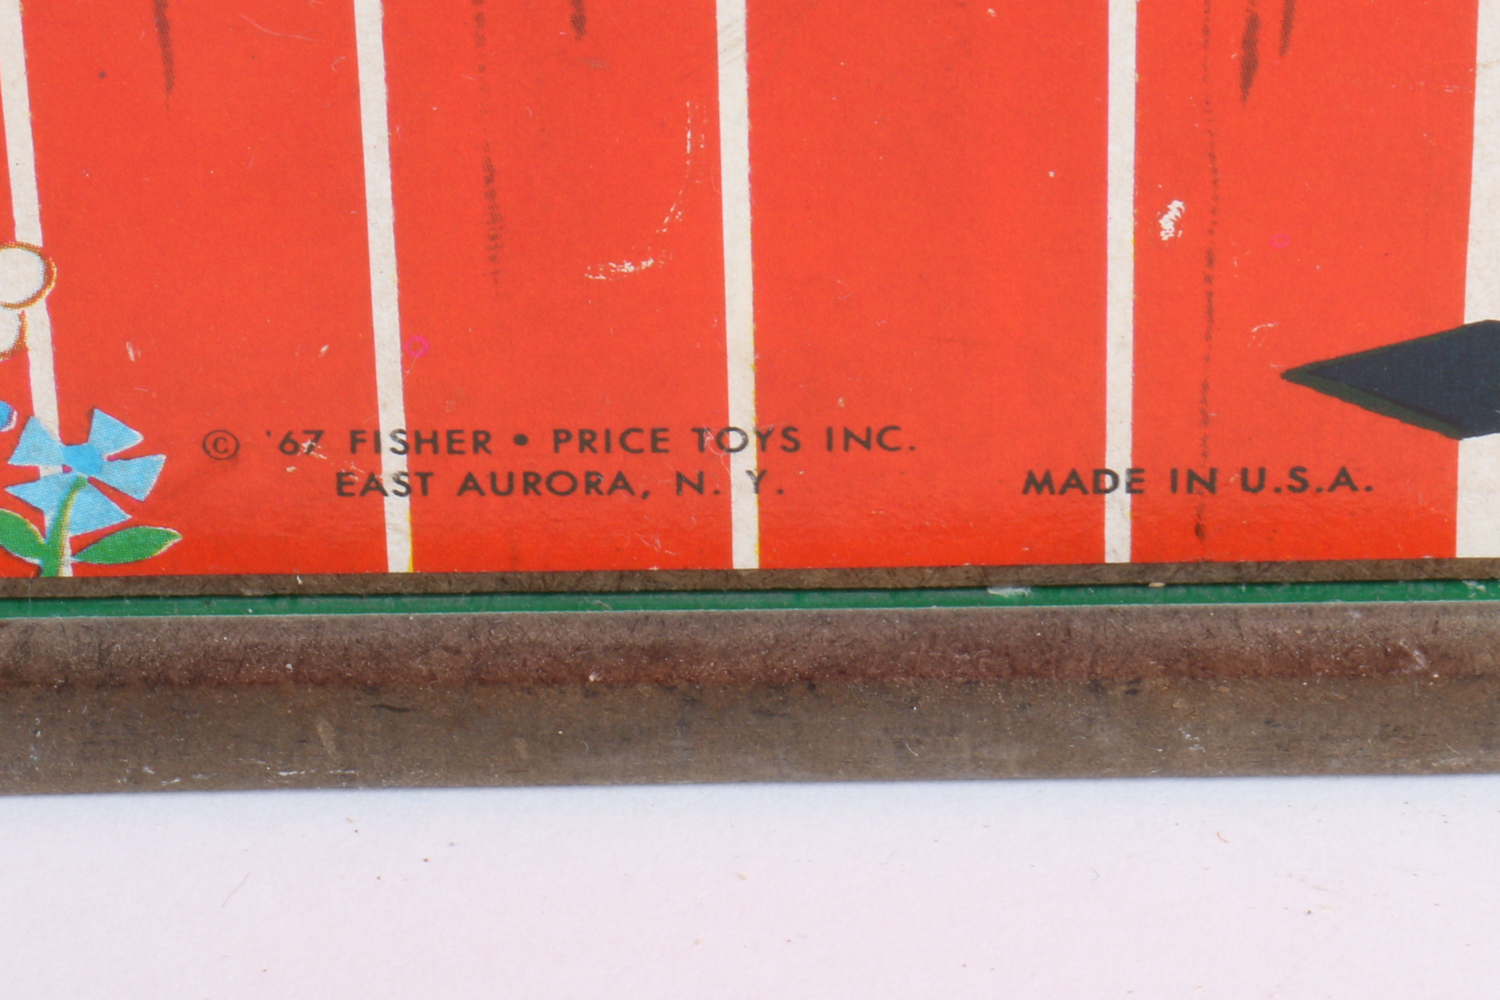 © '67 FISHER • PRICE TOYS INC.
EAST AURORA, N. Y.
MADE IN U.S.A.